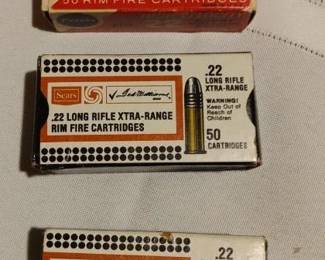 50 RIM FIRE CARTRIDGES
Sears
Ted Williams
.22 LONG RIFLE XTRA-RANGE
RIM FIRE CARTRIDGES
.22
LONG RIFLE
XTRA-RANGE
WARNING!
Keep Out of
Reach of
Children
50
CARTRIDGES
.22